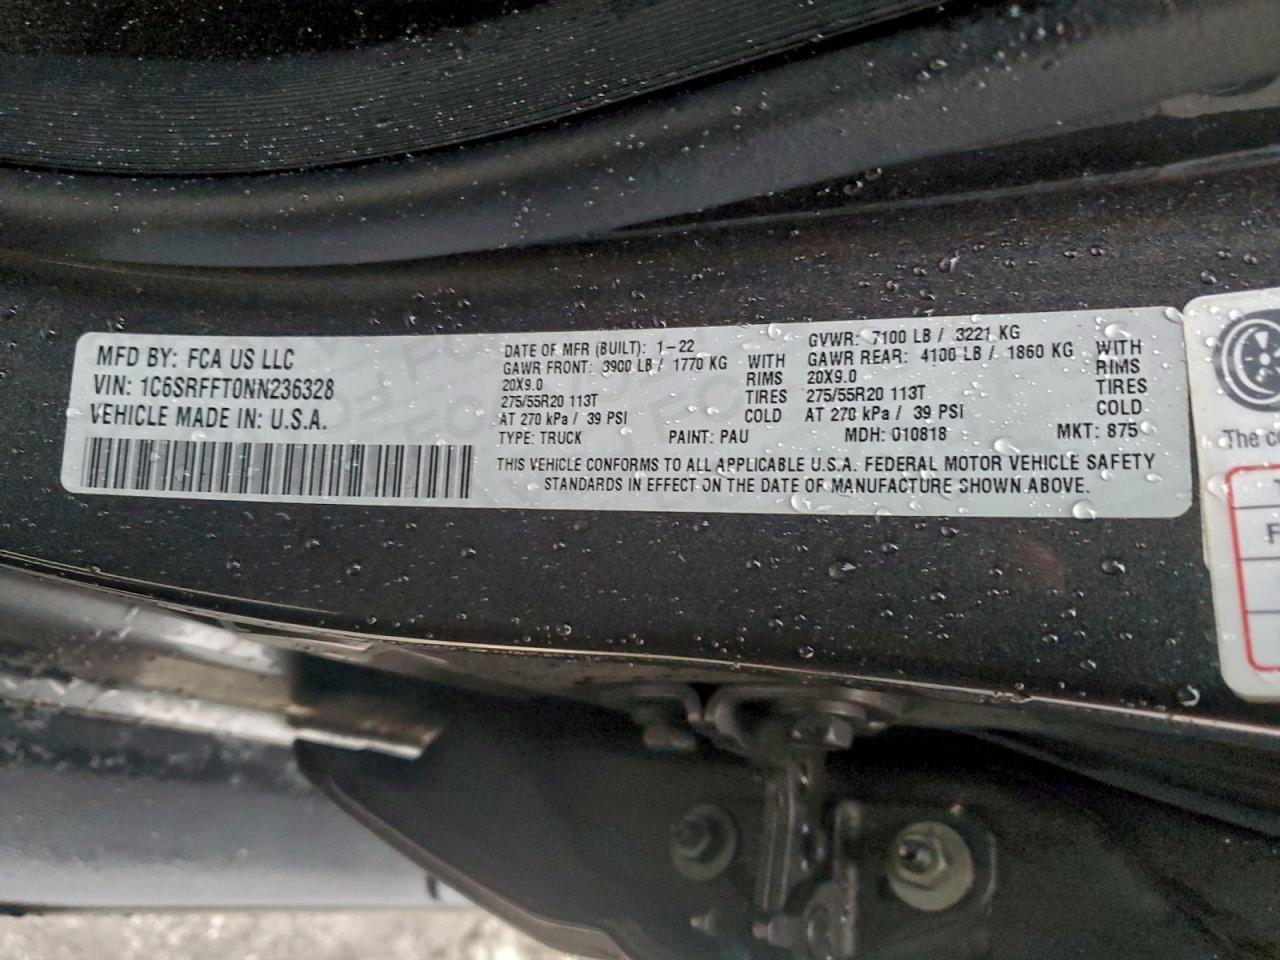 MFD BY: FCA US LLC
VIN: 1C6SRFFT0NN236328
VEHICLE MADE IN: U.S.A.
DATE OF MFR (BUILT): 1-22
GAWR FRONT: 3900 LB / 1770 KG WITH
20X9.0 RIMS
275/55R20 113T TIRES
AT 270 kPa / 39 PSI COLD
TYPE: TRUCK PAINT: PAU
GVWR: 7100 LB / 3221 KG
GAWR REAR: 4100 LB / 1860 KG WITH
20X9.0 RIMS
275/55R20 113T TIRES
AT 270 kPa / 39 PSI COLD
MDH: 010818 MKT: 875
THIS VEHICLE CONFORMS TO ALL APPLICABLE U.S.A. FEDERAL MOTOR VEHICLE SAFETY
STANDARDS IN EFFECT ON THE DATE OF MANUFACTURE SHOWN ABOVE.
The